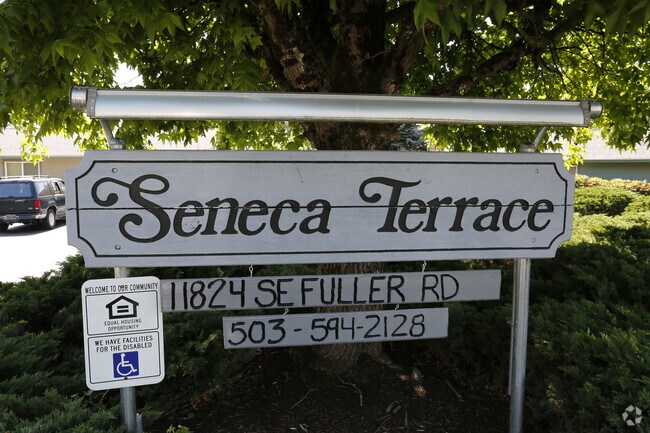 Seneca Terrace
WELCOME TO OUR COMMUNITY
EQUAL HOUSING
OPPORTUNITY
WE HAVE FACILITIES
FOR THE DISABLED
11824 SE FULLER RD
503-594-2128